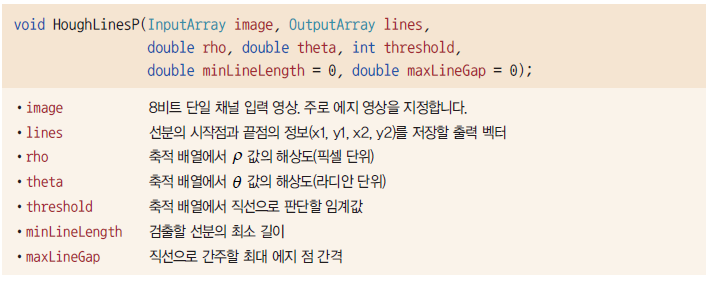 void HoughLinesP(InputArray image, OutputArray lines,
double rho, double theta, int threshold,
double minLineLength = 0, double maxLineGap = 0);
• image 8비트 단일 채널 입력 영상. 주로 에지 영상을 지정합니다.
• lines 선분의 시작점과 끝점의 정보(x1, y1, x2, y2)를 저장할 출력 벡터
• rho 축적 배열에서 ρ 값의 해상도(픽셀 단위)
• theta 축적 배열에서 θ 값의 해상도(라디안 단위)
• threshold 축적 배열에서 직선으로 판단할 임계값
• minLineLength 검출할 선분의 최소 길이
• maxLineGap 직선으로 간주할 최대 에지 점 간격